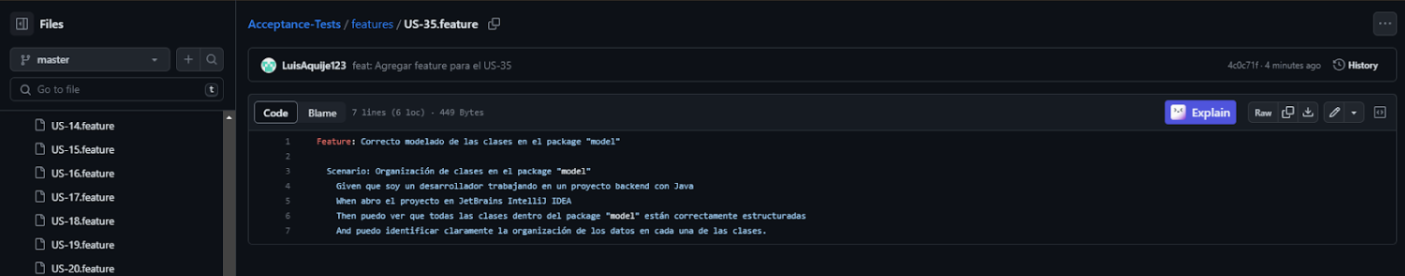 Files
master
Go to file
t
US-14.feature
US-15.feature
US-16.feature
US-17.feature
US-18.feature
US-19.feature
US-20.feature
Acceptance-Tests / features / US-35.feature
LuisAquije123 feat: Agregar feature para el US-35
4c0c71f · 4 minutes ago History
Code Blame 7 lines (6 loc) · 449 Bytes
Explain Raw
1 Feature: Correcto modelado de las clases en el package "model"
2
3 Scenario: Organización de clases en el package "model"
4 Given que soy un desarrollador trabajando en un proyecto backend con Java
5 When abro el proyecto en JetBrains IntelliJ IDEA
6 Then puedo ver que todas las clases dentro del package "model" están correctamente estructuradas
7 And puedo identificar claramente la organización de los datos en cada una de las clases.